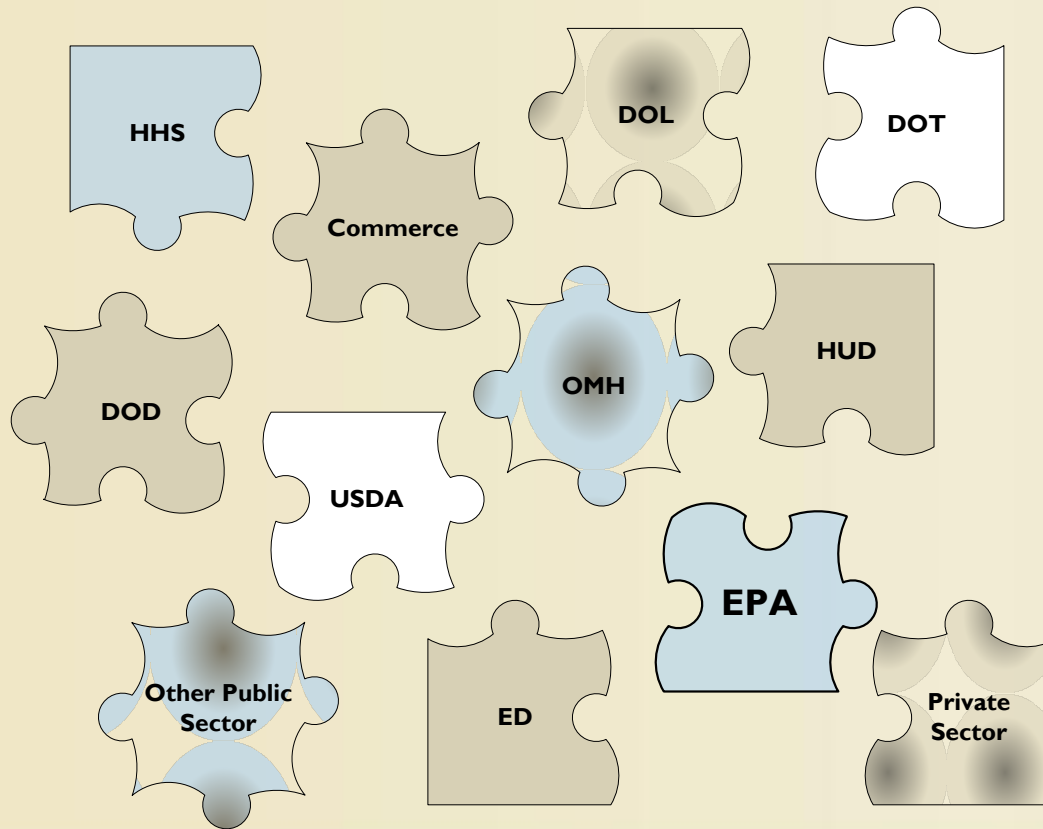 HHS
DOL
DOT
Commerce
HUD
OMH
DOD
USDA
EPA
Other Public
Sector
ED
Private
Sector